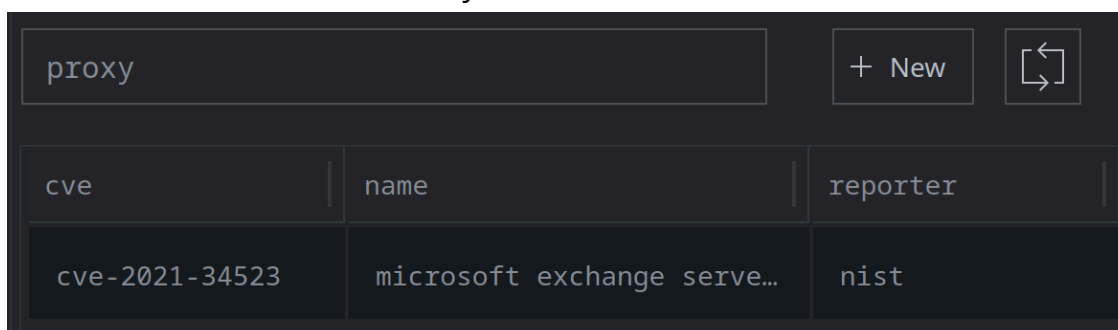 proxy
+ New
cve name reporter
cve-2021-34523 microsoft exchange serve… nist